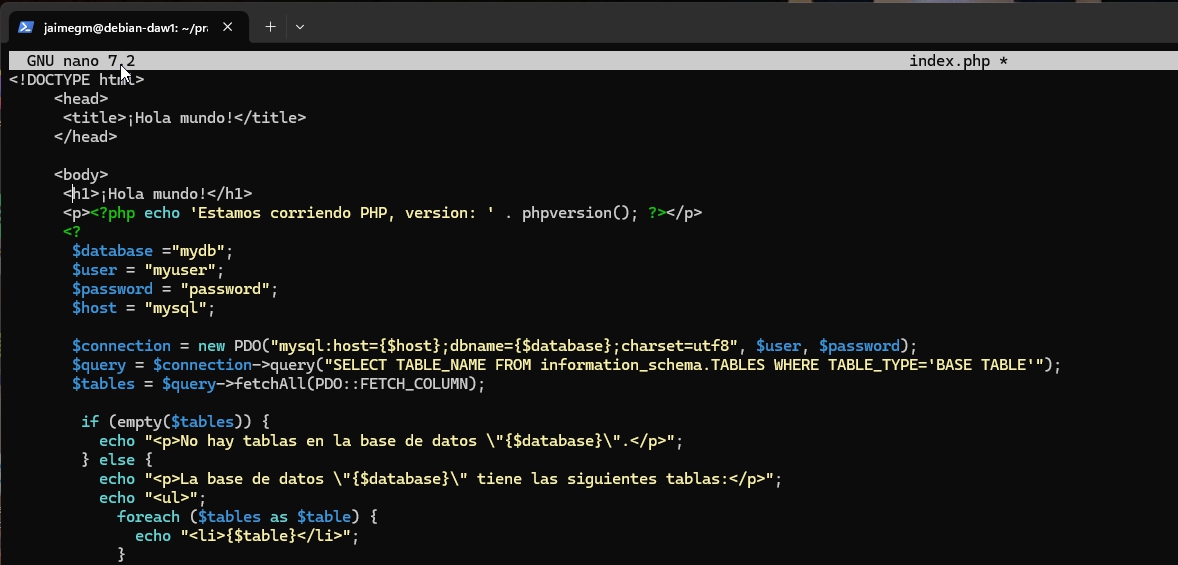 jaimegm@debian-daw1: ~/pr
GNU nano 7.2 index.php *
<!DOCTYPE html>
<head>
<title>¡Hola mundo!</title>
</head>
<body>
<h1>¡Hola mundo!</h1>
<p><?php echo 'Estamos corriendo PHP, version: ' . phpversion(); ?></p>
<?
$database ="mydb";
$user = "myuser";
$password = "password";
$host = "mysql";
$connection = new PDO("mysql:host={$host};dbname={$database};charset=utf8", $user, $password);
$query = $connection->query("SELECT TABLE_NAME FROM information_schema.TABLES WHERE TABLE_TYPE='BASE TABLE'");
$tables = $query->fetchAll(PDO::FETCH_COLUMN);
if (empty($tables)) {
echo "<p>No hay tablas en la base de datos \"{$database}\".</p>";
} else {
echo "<p>La base de datos \"{$database}\" tiene las siguientes tablas:</p>";
echo "<ul>";
foreach ($tables as $table) {
echo "<li>{$table}</li>";
}